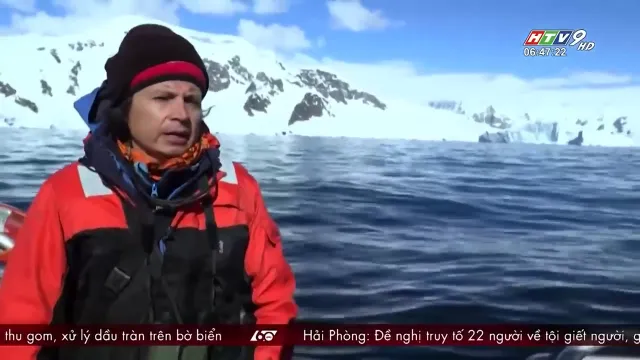 HTV9 HD
06:47:22
thu gom, xử lý dầu tràn trên bờ biển 60 Hải Phòng: Đề nghị truy tố 22 người về tội giết người, g